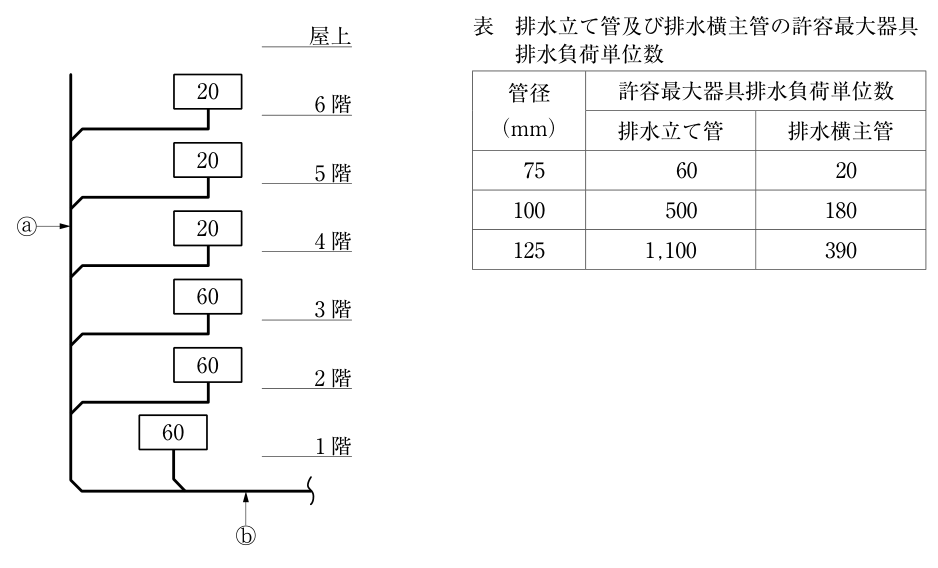 屋上
20
6階
20
5階
ⓐ
20
4階
60
3階
60
2階
60
1階
ⓑ
表 排水立て管及び排水横主管の許容最大器具
排水負荷単位数
管径
(mm)
許容最大器具排水負荷単位数
排水立て管 排水横主管
75 60 20
100 500 180
125 1,100 390